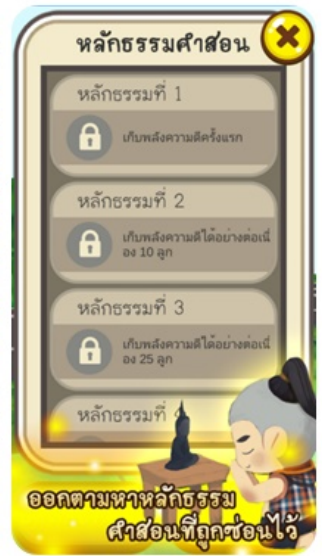 หลักธรรมคำสอน
หลักธรรมที่ 1
เก็บพลังความดีครั้งแรก
หลักธรรมที่ 2
เก็บพลังความดีได้อย่างต่อเนื่
อง 10 ลูก
หลักธรรมที่ 3
เก็บพลังความดีได้อย่างต่อเนื่
อง 25 ลูก
หลักธรรมที่
ออกตามหาหลักธรรม
คำสอนที่ถูกซ่อนไว้